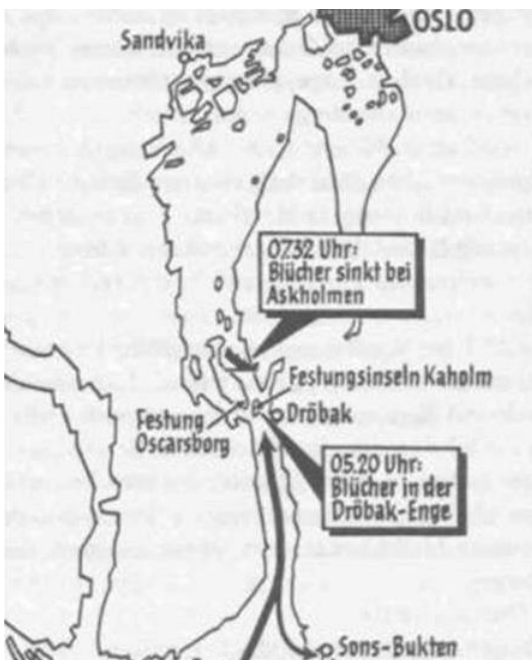 OSLO
Sandvika
07.32 Uhr:
Blücher sinkt bei
Askholmen
Festungsinseln Kaholm
Dröbak
Festung
Oscarsborg
05.20 Uhr:
Blücher in der
Dröbak-Enge
Sons-Bukten